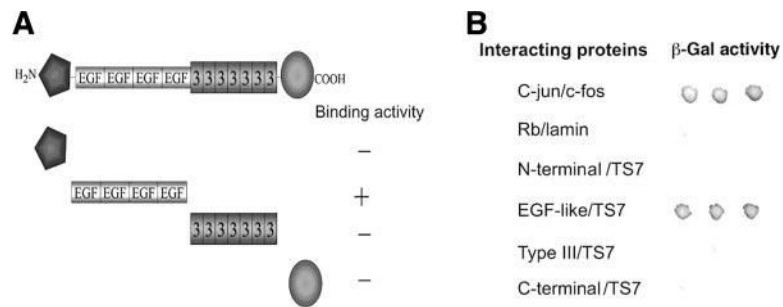 A
H₂N EGF EGF EGF EGF 3 3 3 3 3 3 3 COOH
Binding activity
–
EGF EGF EGF EGF +
3 3 3 3 3 3 3 –
–
B
Interacting proteins β-Gal activity
C-jun/c-fos
Rb/lamin
N-terminal /TS7
EGF-like/TS7
Type III/TS7
C-terminal/TS7